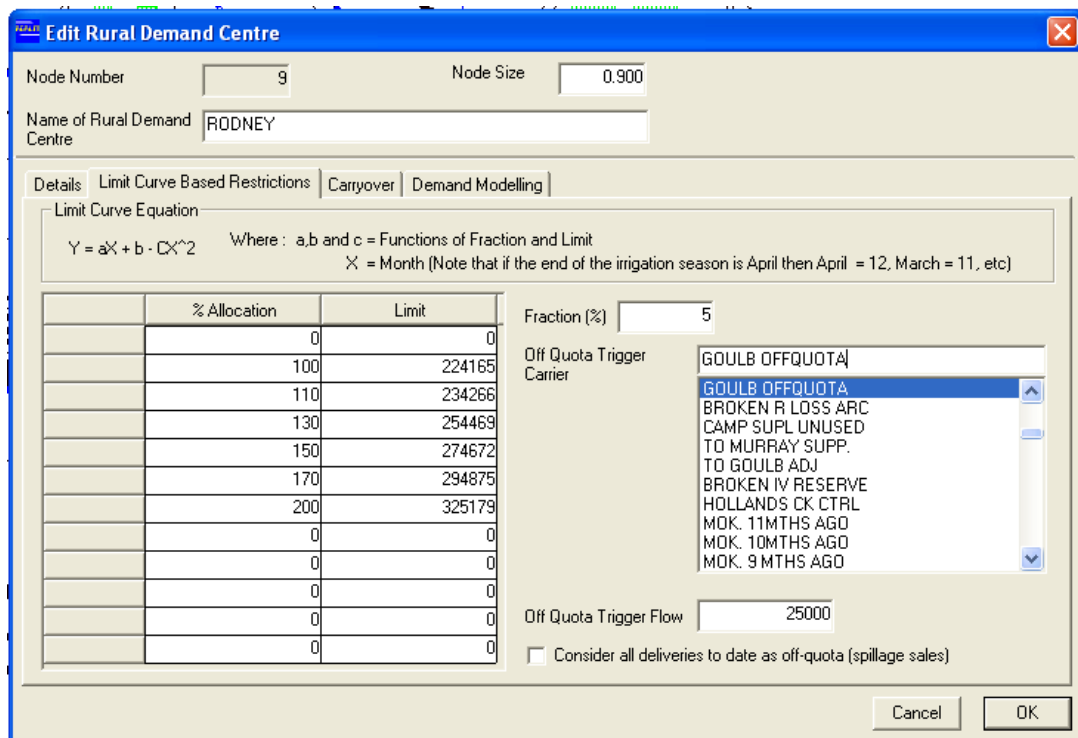 Edit Rural Demand Centre
Node Number 9 Node Size 0.900
Name of Rural Demand Centre RODNEY
Details Limit Curve Based Restrictions Carryover Demand Modelling
Limit Curve Equation
Y = aX + b - CX^2 Where : a,b and c = Functions of Fraction and Limit
X = Month (Note that if the end of the irrigation season is April then April = 12, March = 11, etc)
% Allocation Limit
0 0
100 224165
110 234266
130 254469
150 274672
170 294875
200 325179
0 0
0 0
0 0
0 0
0 0
Fraction (%) 5
Off Quota Trigger Carrier GOULB OFFQUOTA
GOULB OFFQUOTA
BROKEN R LOSS ARC
CAMP SUPL UNUSED
TO MURRAY SUPP.
TO GOULB ADJ
BROKEN IV RESERVE
HOLLANDS CK CTRL
MOK. 11MTHS AGO
MOK. 10MTHS AGO
MOK. 9 MTHS AGO
Off Quota Trigger Flow 25000
Consider all deliveries to date as off-quota (spillage sales)
Cancel OK